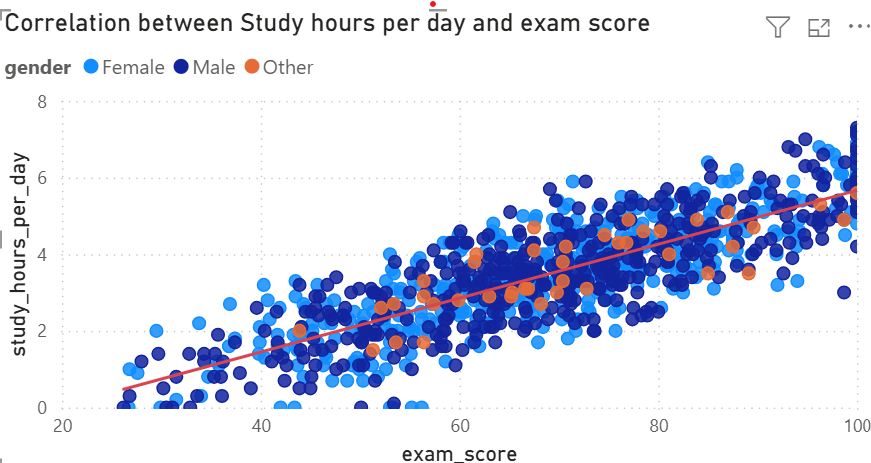 Correlation between Study hours per day and exam score
gender Female Male Other
8
study_hours_per_day
6
4
2
0
20 40 60 80 100
exam_score